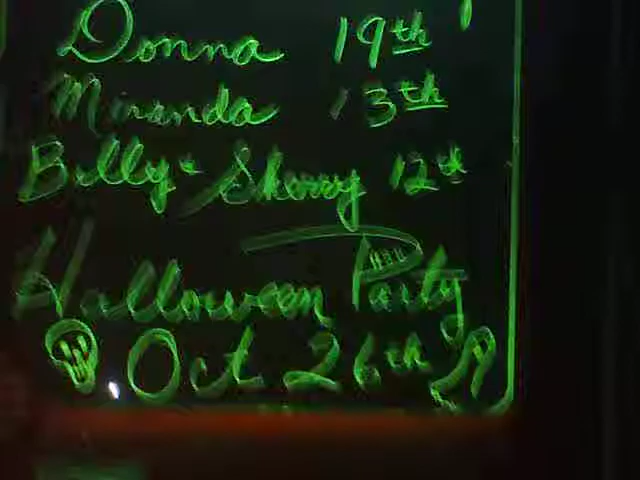 Donna 19th
Miranda 13th
Billy + Sherry 12th
Halloween Party
Oct 26th